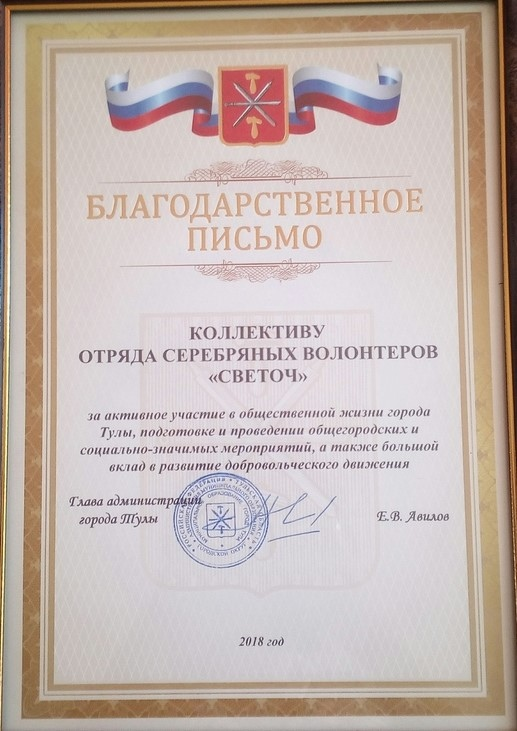 БЛАГОДАРСТВЕННОЕ
ПИСЬМО
КОЛЛЕКТИВУ
ОТРЯДА СЕРЕБРЯНЫХ ВОЛОНТЕРОВ
«СВЕТОЧ»
за активное участие в общественной жизни города
Тулы, подготовке и проведении общегородских и
социально-значимых мероприятий, а также большой
вклад в развитие добровольческого движения
Глава администрации
города Тулы
Е.В. Авилов
2018 год